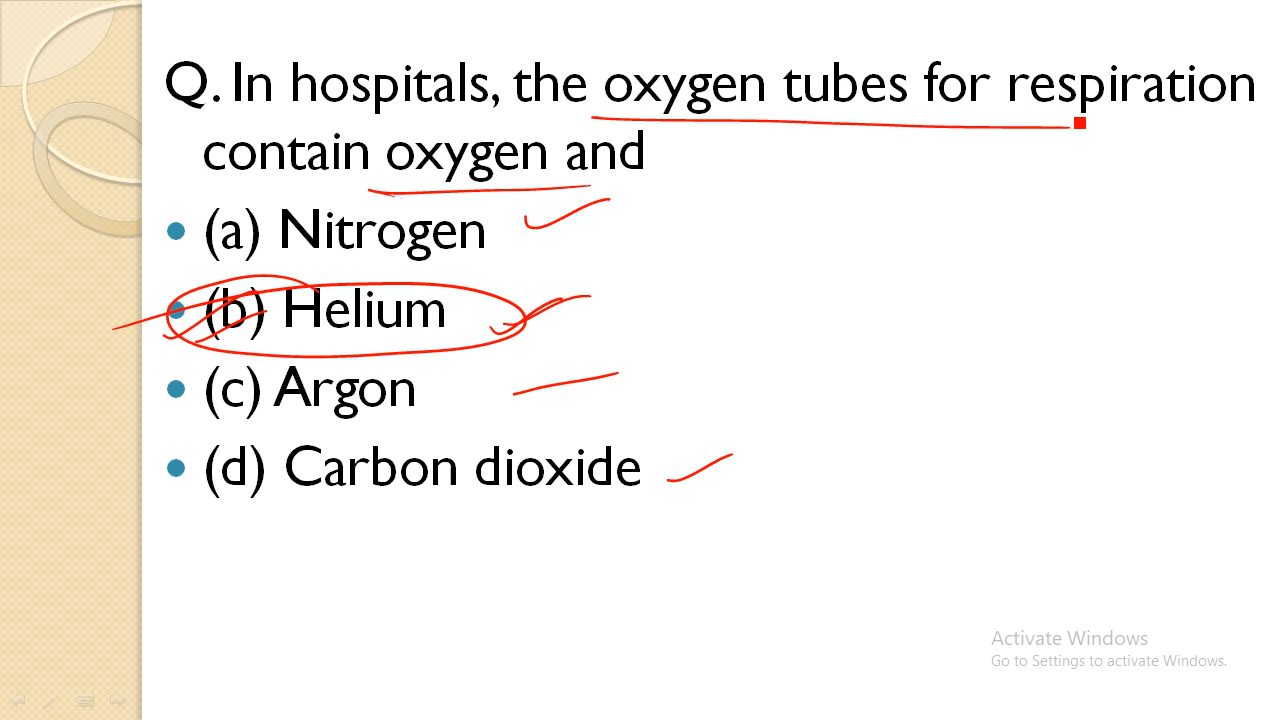 Q. In hospitals, the oxygen tubes for respiration
contain oxygen and
• (a) Nitrogen
• (b) Helium
• (c) Argon
• (d) Carbon dioxide
Activate Windows
Go to Settings to activate Windows.